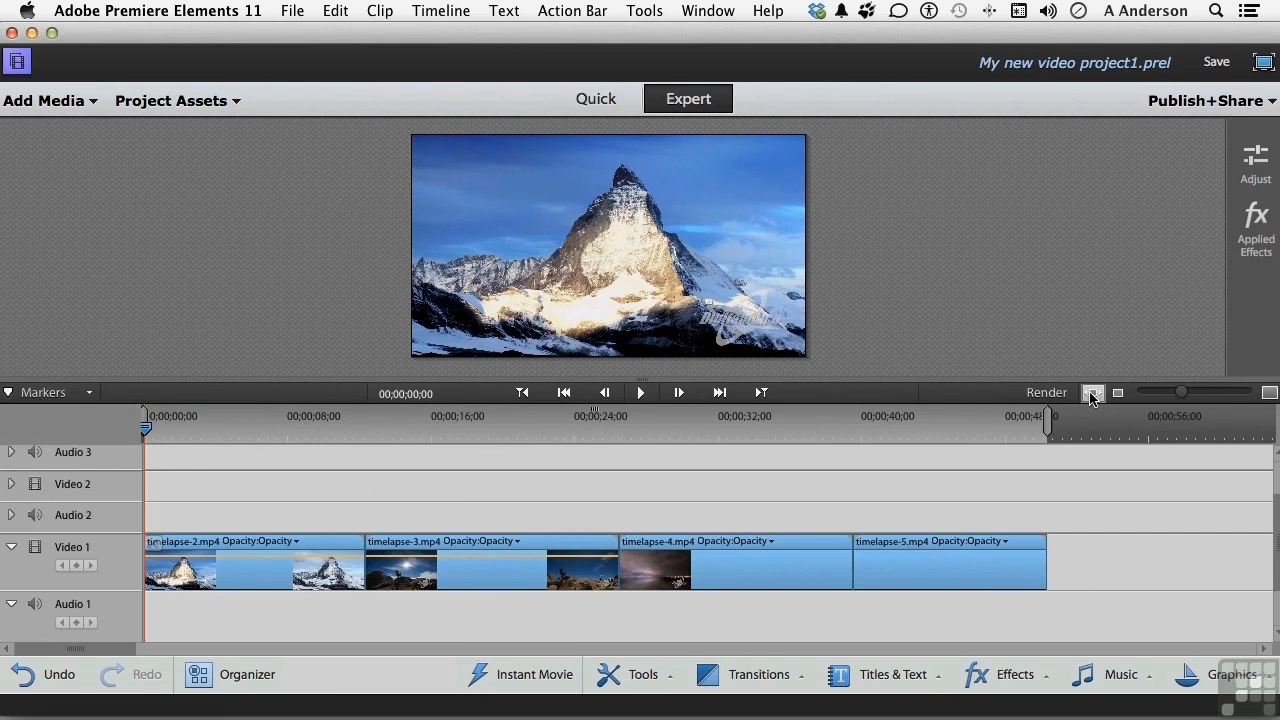 Adobe Premiere Elements 11 File Edit Clip Timeline Text Action Bar Tools Window Help A Anderson
My new video project1.prel Save
Add Media Project Assets Quick Expert Publish+Share
Adjust
fx
Applied
Effects
Markers 00;00;00;00 Render
00;00;00 00;00;08;00 00;00;16;00 00;00;24;00 00;00;32;00 00;00;40;00 00;00;48 00;00;56;00
Audio 3
Video 2
Audio 2
Video 1 timelapse-2.mp4 Opacity:Opacity timelapse-3.mp4 Opacity:Opacity timelapse-4.mp4 Opacity:Opacity timelapse-5.mp4 Opacity:Opacity
Audio 1
Undo Redo Organizer Instant Movie Tools Transitions T Titles & Text fx Effects Music Graphics